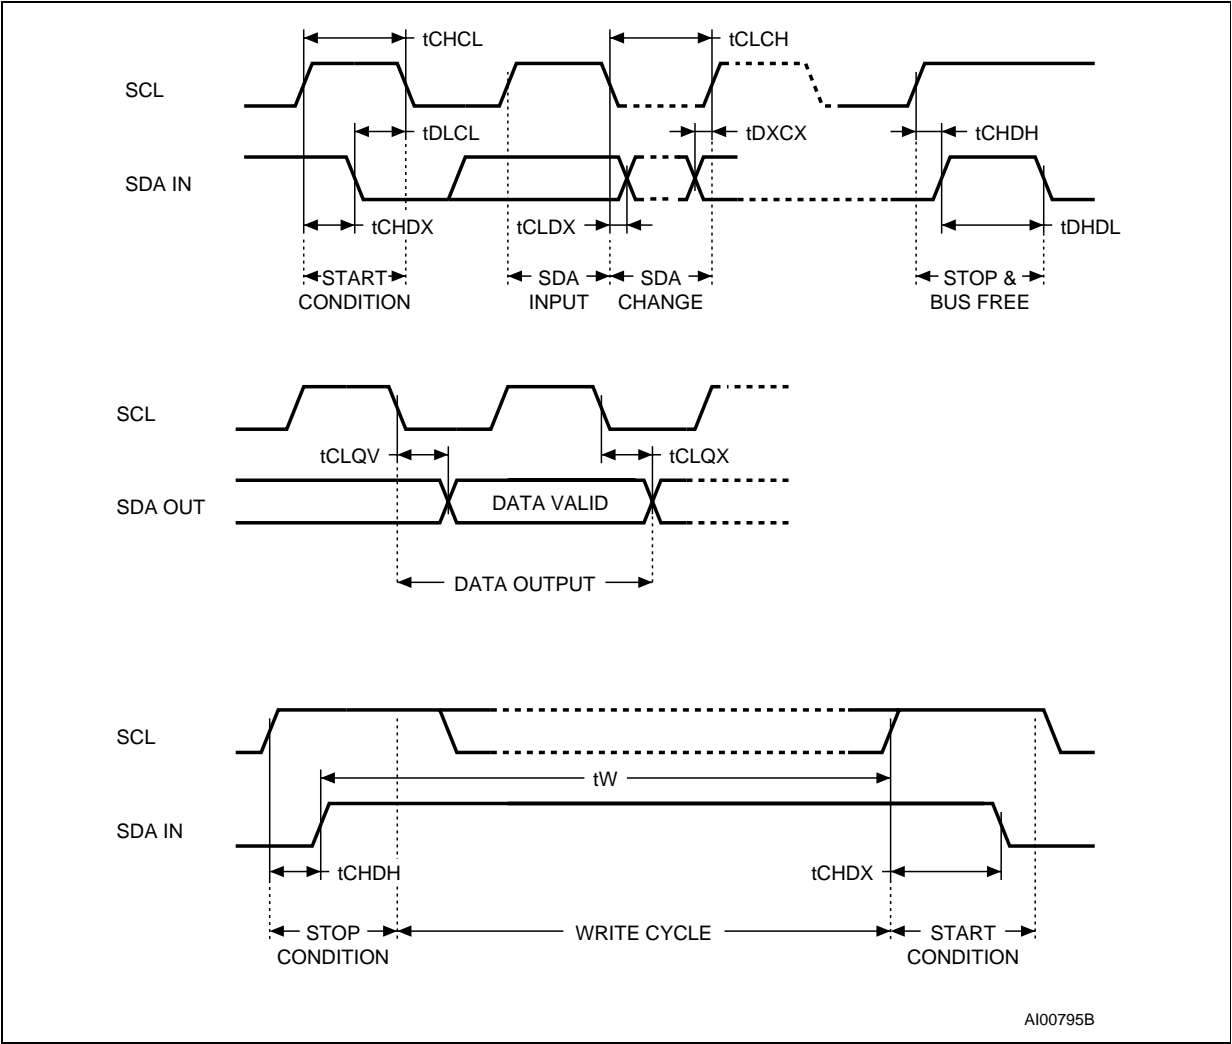 tCHCL
tCLCH
SCL
tDLCL
tDXCX
tCHDH
SDA IN
tCHDX
tCLDX
tDHDL
START
CONDITION
SDA
INPUT
SDA
CHANGE
STOP &
BUS FREE
SCL
tCLQV
tCLQX
SDA OUT
DATA VALID
DATA OUTPUT
SCL
tW
SDA IN
tCHDH
tCHDX
STOP
CONDITION
WRITE CYCLE
START
CONDITION
AI00795B